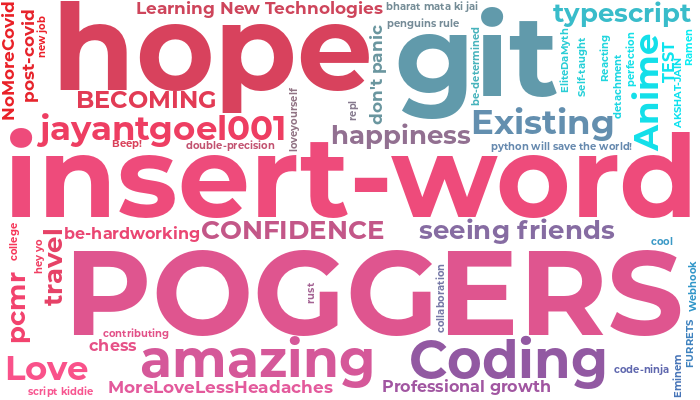 NoMoreCovid
post-covid
new job
hope
Learning New Technologies
bharat mata ki jai
penguins rule
don't panic
git
be-determined
typescript
EliteDaMyth
Self-taught
Reacting
detachment
perfection
Anime
TEST
AKSHAT-JAIN
Ramen
BECOMING
jayantgoel001
Beep!
double-precision
loveyourself
repl
happiness
Existing
python will save the world!
insert-word
college
hey yo
travel
be-hardworking
CONFIDENCE
seeing friends
cool
pcmr
POGGERS
rust
collaboration
Webhook
FURRETS
contributing
chess
amazing
Coding
code-ninja
Eminem
Love
script kiddie
MoreLoveLessHeadaches
Professional growth